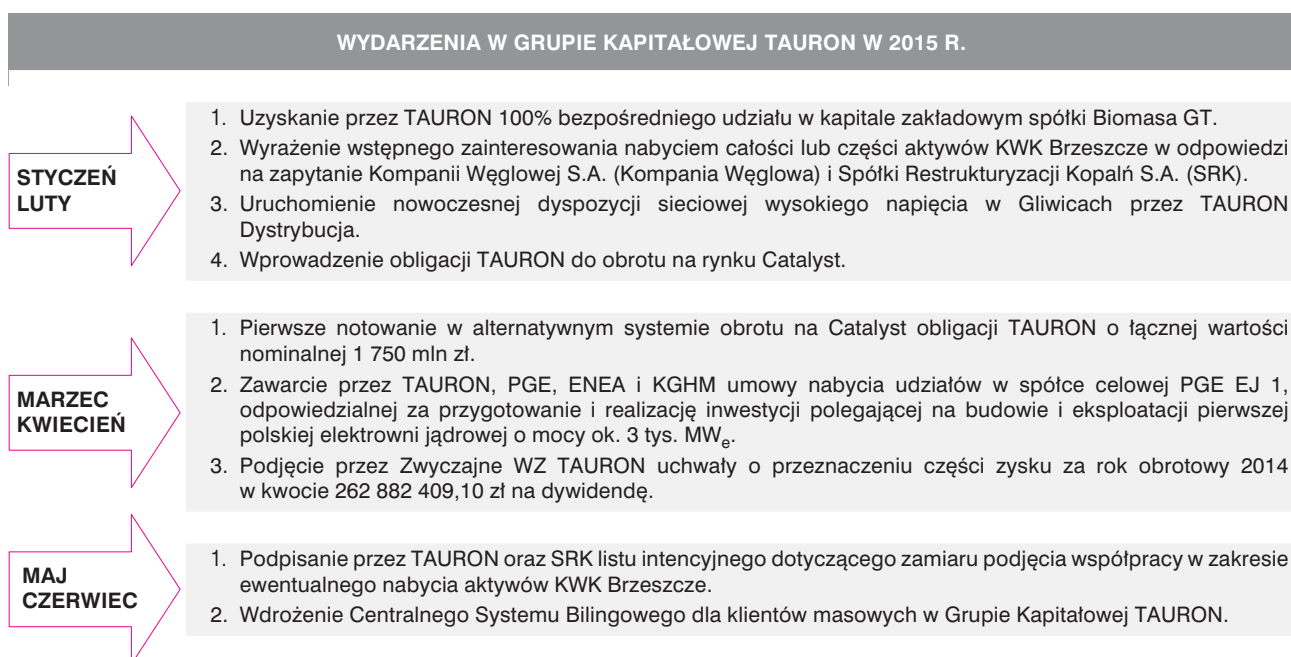 WYDARZENIA W GRUPIE KAPITAŁOWEJ TAURON W 2015 R.
STYCZEŃ
LUTY
1. Uzyskanie przez TAURON 100% bezpośredniego udziału w kapitale zakładowym spółki Biomasa GT.
2. Wyrażenie wstępnego zainteresowania nabyciem całości lub części aktywów KWK Brzeszcze w odpowiedzi
na zapytanie Kompanii Węglowej S.A. (Kompania Węglowa) i Spółki Restrukturyzacji Kopalń S.A. (SRK).
3. Uruchomienie nowoczesnej dyspozycji sieciowej wysokiego napięcia w Gliwicach przez TAURON
Dystrybucja.
4. Wprowadzenie obligacji TAURON do obrotu na rynku Catalyst.
MARZEC
KWIECIEŃ
1. Pierwsze notowanie w alternatywnym systemie obrotu na Catalyst obligacji TAURON o łącznej wartości
nominalnej 1 750 mln zł.
2. Zawarcie przez TAURON, PGE, ENEA i KGHM umowy nabycia udziałów w spółce celowej PGE EJ 1,
odpowiedzialnej za przygotowanie i realizację inwestycji polegającej na budowie i eksploatacji pierwszej
polskiej elektrowni jądrowej o mocy ok. 3 tys. MWe.
3. Podjęcie przez Zwyczajne WZ TAURON uchwały o przeznaczeniu części zysku za rok obrotowy 2014
w kwocie 262 882 409,10 zł na dywidendę.
MAJ
CZERWIEC
1. Podpisanie przez TAURON oraz SRK listu intencyjnego dotyczącego zamiaru podjęcia współpracy w zakresie
ewentualnego nabycia aktywów KWK Brzeszcze.
2. Wdrożenie Centralnego Systemu Bilingowego dla klientów masowych w Grupie Kapitałowej TAURON.